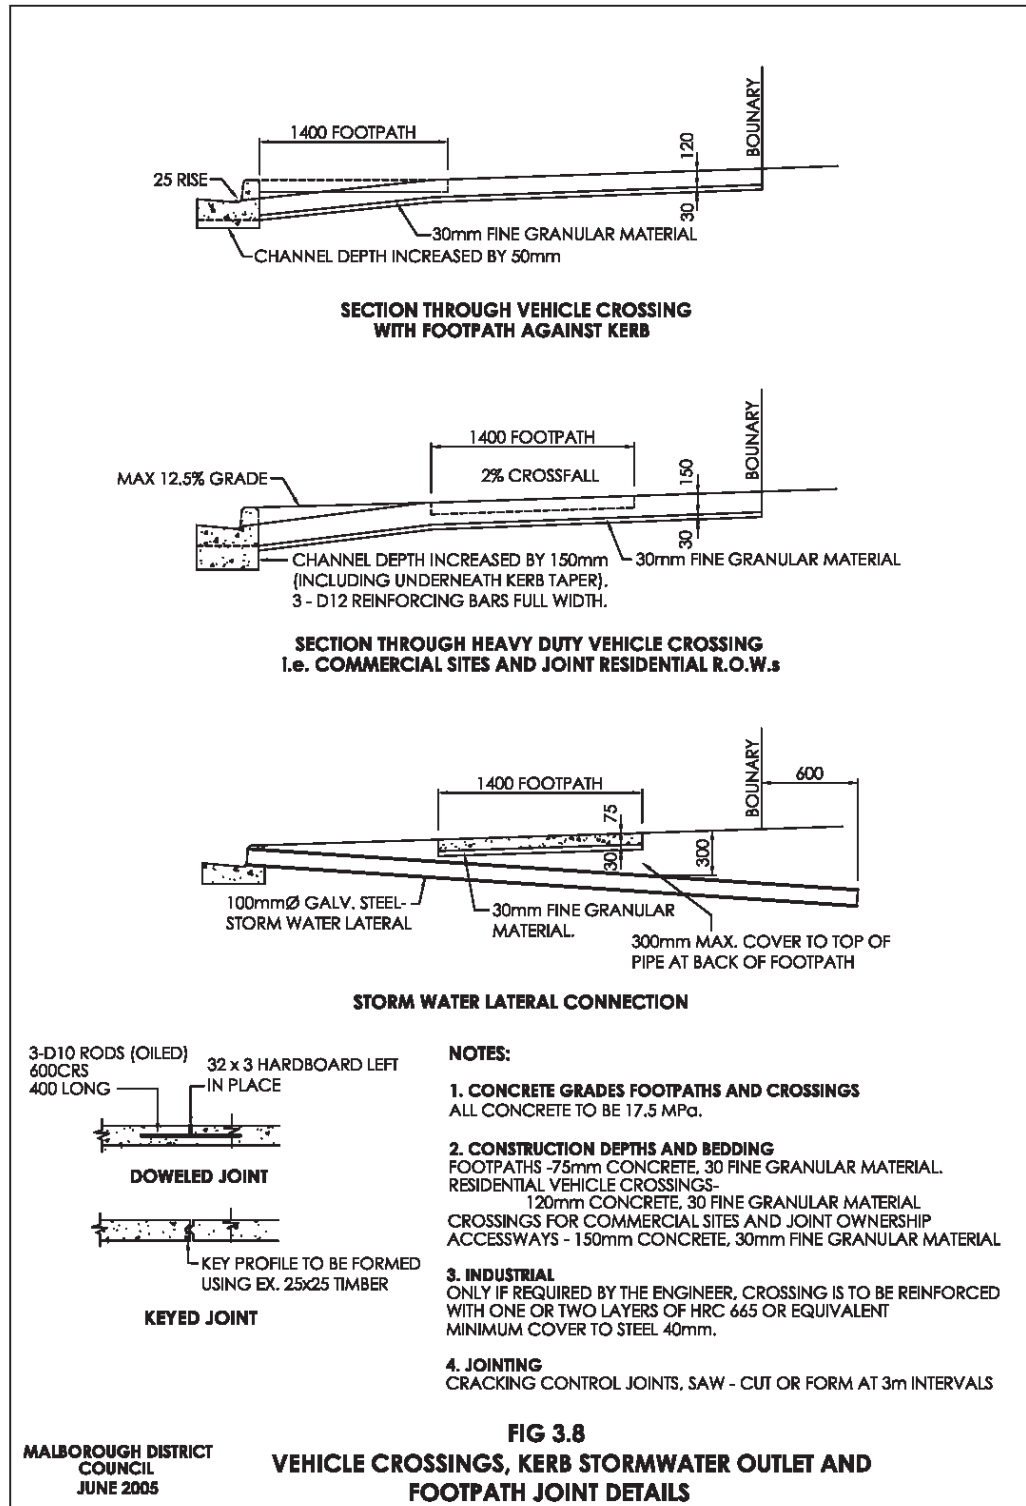 1400 FOOTPATH
BOUNARY
120
25 RISE
30
30mm FINE GRANULAR MATERIAL
CHANNEL DEPTH INCREASED BY 50mm
SECTION THROUGH VEHICLE CROSSING
WITH FOOTPATH AGAINST KERB
1400 FOOTPATH
BOUNARY
MAX 12.5% GRADE
2% CROSSFALL
150
30
CHANNEL DEPTH INCREASED BY 150mm
(INCLUDING UNDERNEATH KERB TAPER).
3 - D12 REINFORCING BARS FULL WIDTH.
30mm FINE GRANULAR MATERIAL
SECTION THROUGH HEAVY DUTY VEHICLE CROSSING
i.e. COMMERCIAL SITES AND JOINT RESIDENTIAL R.O.W.s
1400 FOOTPATH
BOUNARY
600
75
30
300
100mmØ GALV. STEEL-
STORM WATER LATERAL
30mm FINE GRANULAR
MATERIAL.
300mm MAX. COVER TO TOP OF
PIPE AT BACK OF FOOTPATH
STORM WATER LATERAL CONNECTION
3-D10 RODS (OILED)
600CRS
400 LONG
32 x 3 HARDBOARD LEFT
IN PLACE
DOWELED JOINT
KEY PROFILE TO BE FORMED
USING EX. 25x25 TIMBER
KEYED JOINT
NOTES:
1. CONCRETE GRADES FOOTPATHS AND CROSSINGS
ALL CONCRETE TO BE 17.5 MPa.
2. CONSTRUCTION DEPTHS AND BEDDING
FOOTPATHS -75mm CONCRETE, 30 FINE GRANULAR MATERIAL.
RESIDENTIAL VEHICLE CROSSINGS-
120mm CONCRETE, 30 FINE GRANULAR MATERIAL
CROSSINGS FOR COMMERCIAL SITES AND JOINT OWNERSHIP
ACCESSWAYS - 150mm CONCRETE, 30mm FINE GRANULAR MATERIAL
3. INDUSTRIAL
ONLY IF REQUIRED BY THE ENGINEER, CROSSING IS TO BE REINFORCED
WITH ONE OR TWO LAYERS OF HRC 665 OR EQUIVALENT
MINIMUM COVER TO STEEL 40mm.
4. JOINTING
CRACKING CONTROL JOINTS, SAW - CUT OR FORM AT 3m INTERVALS
MALBOROUGH DISTRICT
COUNCIL
JUNE 2005
FIG 3.8
VEHICLE CROSSINGS, KERB STORMWATER OUTLET AND
FOOTPATH JOINT DETAILS